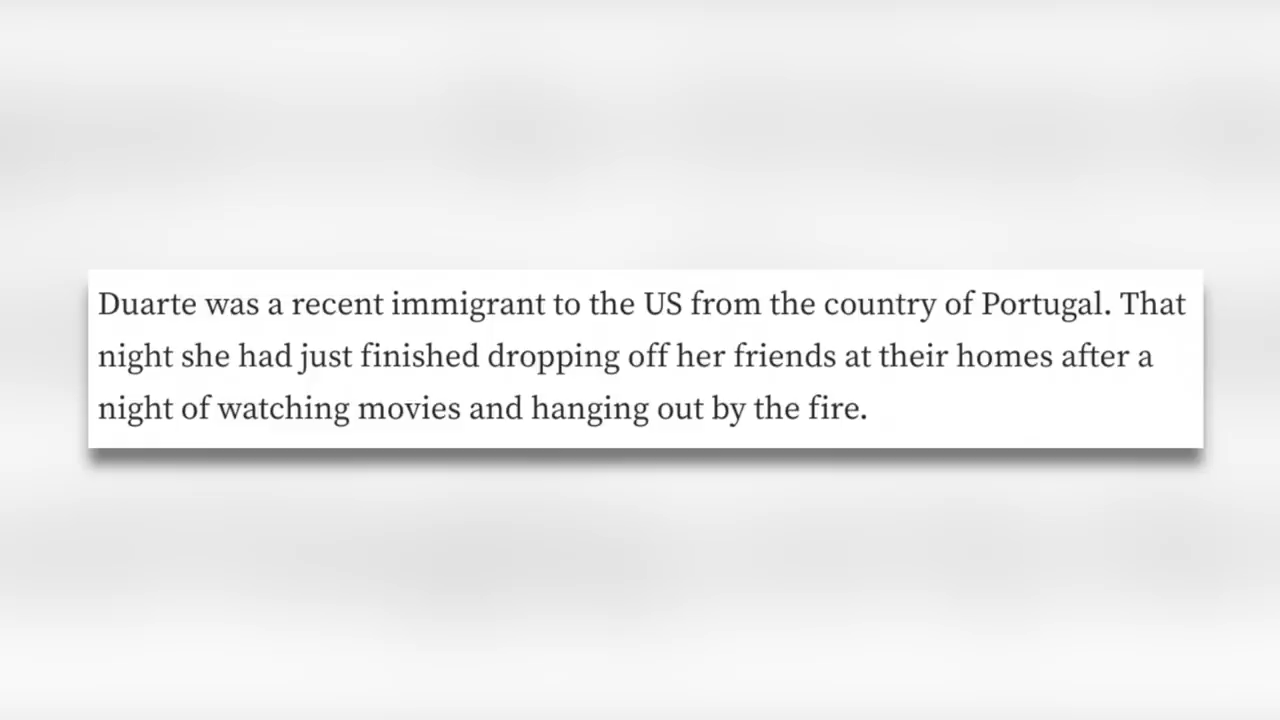 Duarte was a recent immigrant to the US from the country of Portugal. That
night she had just finished dropping off her friends at their homes after a
night of watching movies and hanging out by the fire.